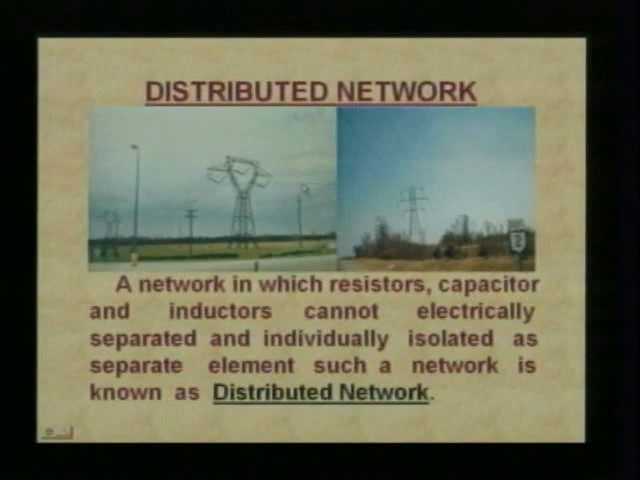 DISTRIBUTED NETWORK
A network in which resistors, capacitor
and inductors cannot electrically
separated and individually isolated as
separate element such a network is
known as Distributed Network.